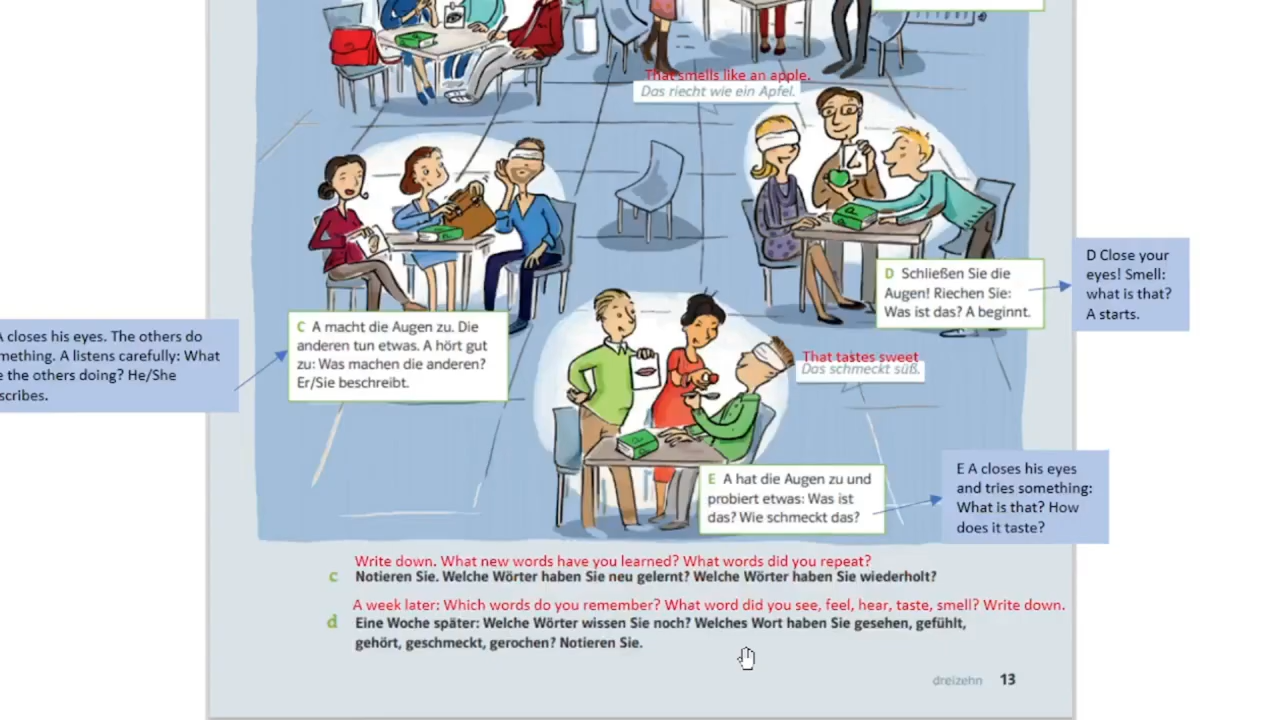 That smells like an apple.
Das riecht wie ein Apfel.
D Schließen Sie die
Augen! Riechen Sie:
Was ist das? A beginnt.
D Close your
eyes! Smell:
what is that?
A starts.
A closes his eyes. The others do
mething. A listens carefully: What
e the others doing? He/She
scribes.
C A macht die Augen zu. Die
anderen tun etwas. A hört gut
zu: Was machen die anderen?
Er/Sie beschreibt.
That tastes sweet
Das schmeckt süß.
E A hat die Augen zu und
probiert etwas: Was ist
das? Wie schmeckt das?
E A closes his eyes
and tries something:
What is that? How
does it taste?
Write down. What new words have you learned? What words did you repeat?
c Notieren Sie. Welche Wörter haben Sie neu gelernt? Welche Wörter haben Sie wiederholt?
A week later: Which words do you remember? What word did you see, feel, hear, taste, smell? Write down.
d Eine Woche später: Welche Wörter wissen Sie noch? Welches Wort haben Sie gesehen, gefühlt,
gehört, geschmeckt, gerochen? Notieren Sie.
dreizehn 13